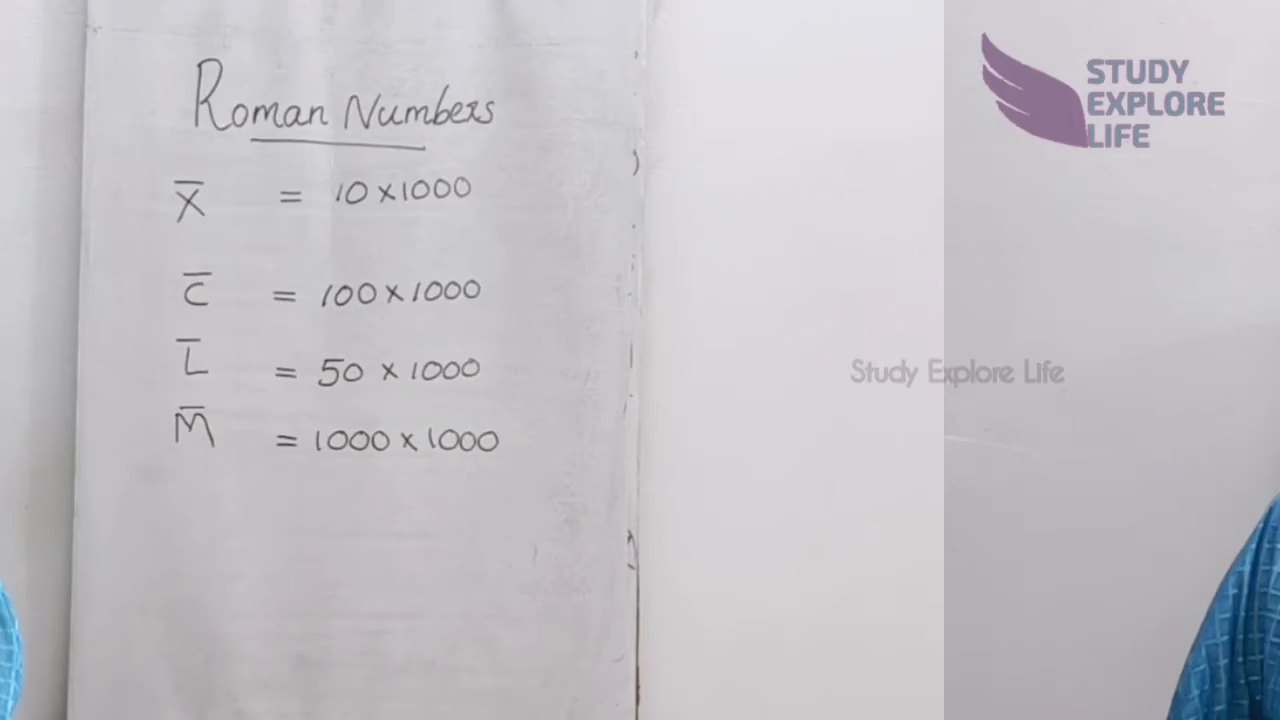 Roman Numbers
X̅ = 10 × 1000
C̅ = 100 × 1000
L̅ = 50 × 1000
M̅ = 1000 × 1000
STUDY
EXPLORE
LIFE
Study Explore Life